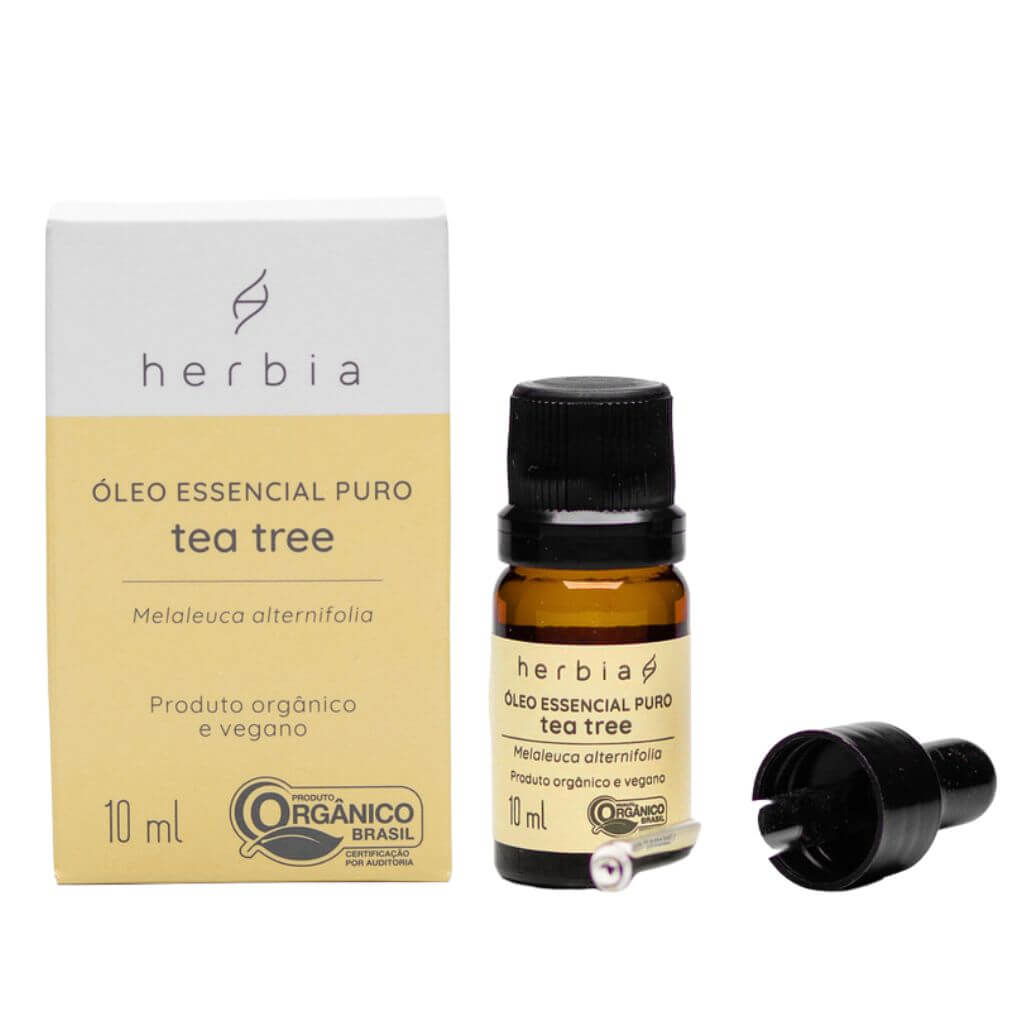 herbia
ÓLEO ESSENCIAL PURO
tea tree
Melaleuca alternifolia
Produto orgânico
e vegano
10 ml
PRODUTO
ORGÂNICO
BRASIL
CERTIFICAÇÃO
POR AUDITORIA
herbia
ÓLEO ESSENCIAL PURO
tea tree
Melaleuca alternifolia
Produto orgânico e vegano
10 ml
PRODUTO
ORGÂNICO
BRASIL